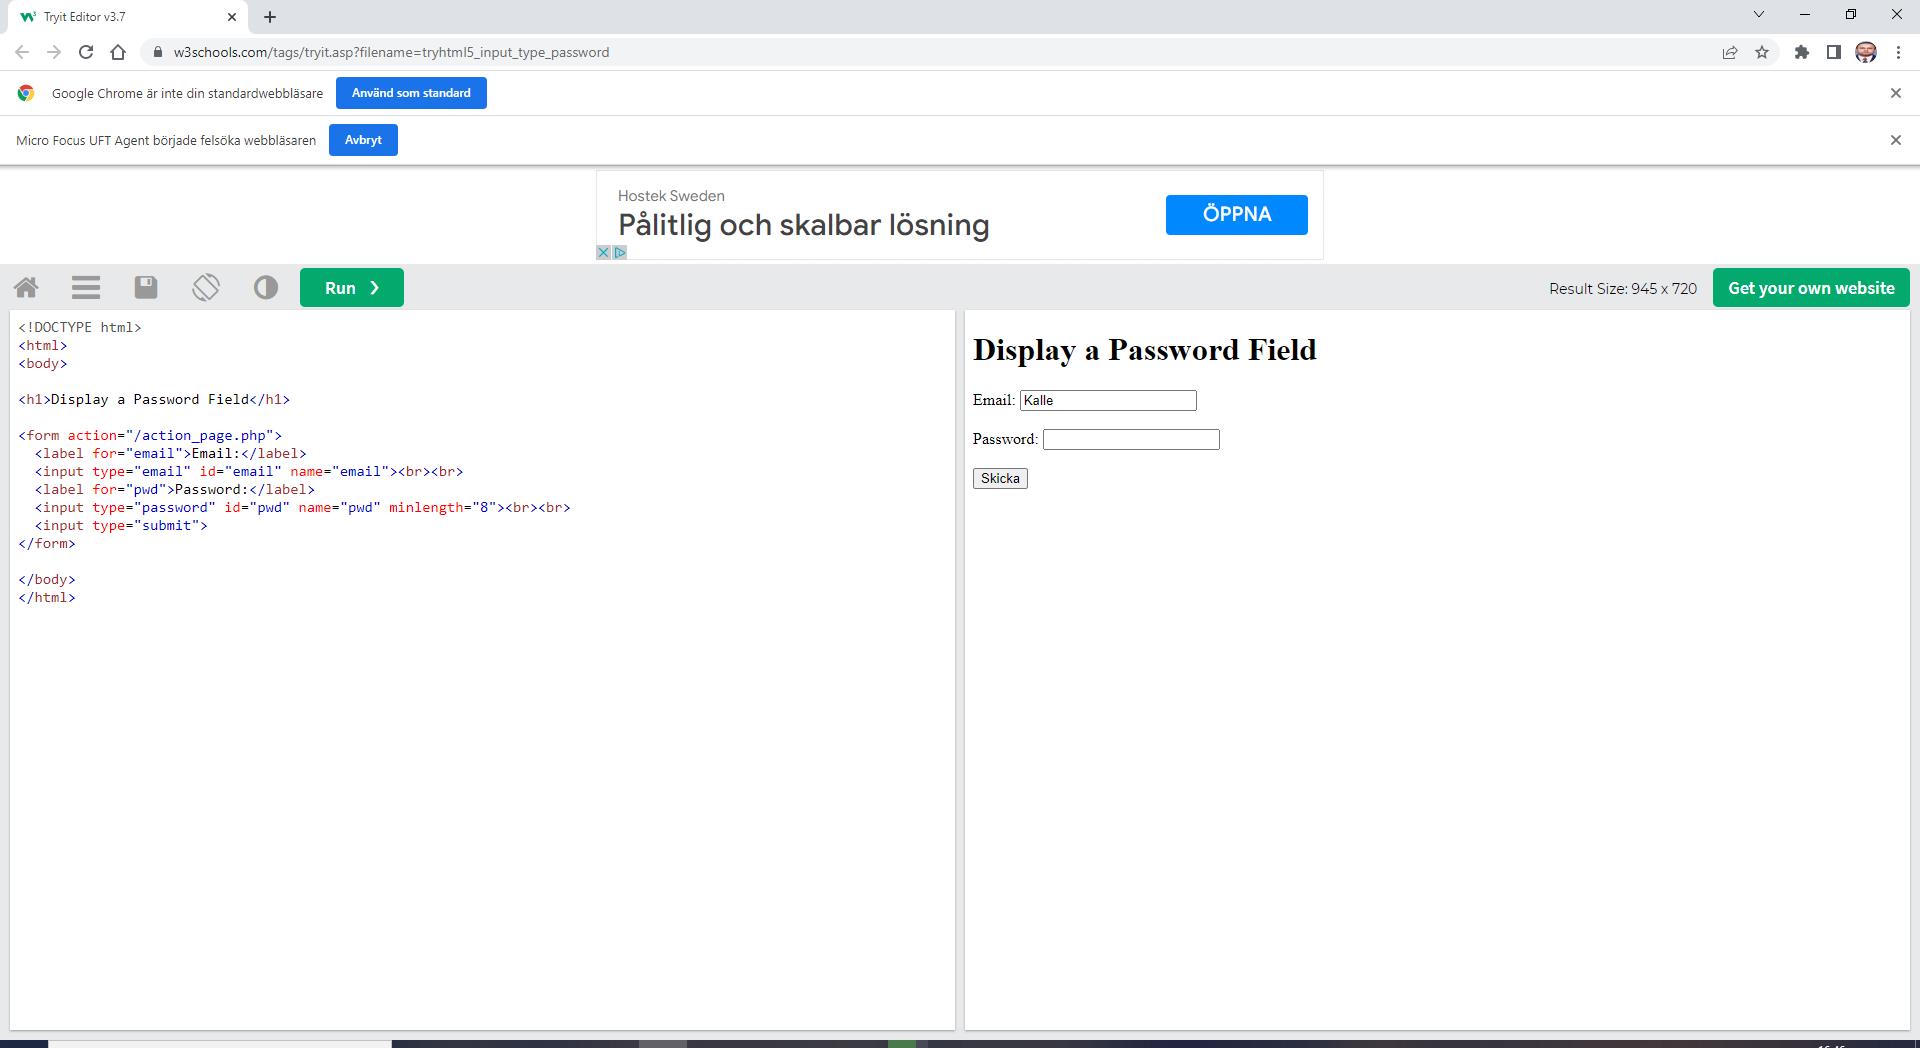 Tryit Editor v3.7
w3schools.com/tags/tryit.asp?filename=tryhtml5_input_type_password
Google Chrome är inte din standardwebbläsare
Använd som standard
Micro Focus UFT Agent började felsöka webbläsaren
Avbryt
Hostek Sweden
Pålitlig och skalbar lösning
ÖPPNA
Run ❯
Result Size: 945 x 720
Get your own website
<!DOCTYPE html>
<html>
<body>
<h1>Display a Password Field</h1>
<form action="/action_page.php">
<label for="email">Email:</label>
<input type="email" id="email" name="email"><br><br>
<label for="pwd">Password:</label>
<input type="password" id="pwd" name="pwd" minlength="8"><br><br>
<input type="submit">
</form>
</body>
</html>
Display a Password Field
Email: Kalle
Password:
Skicka